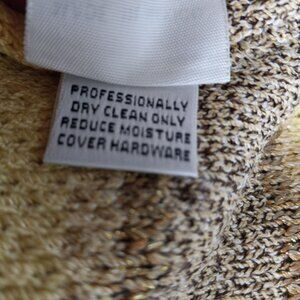 PROFESSIONALLY
DRY CLEAN ONLY
REDUCE MOISTURE
COVER HARDWARE